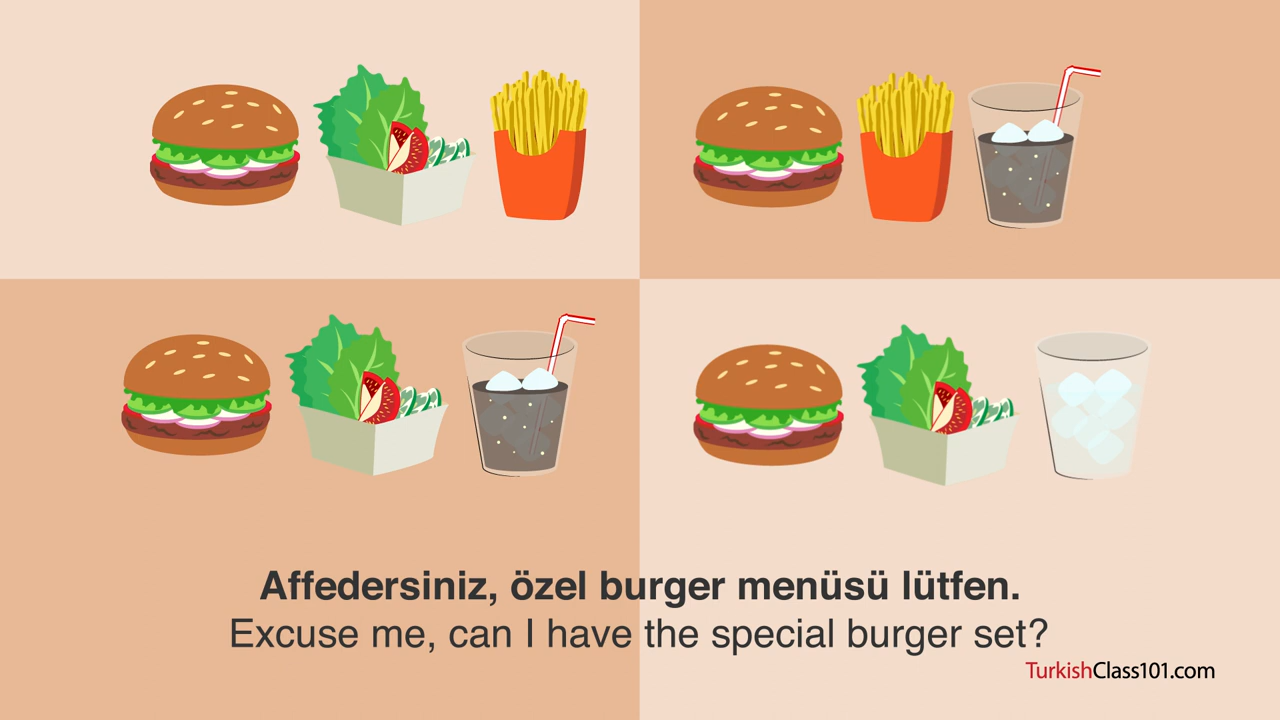 Affedersiniz, özel burger menüsü lütfen.
Excuse me, can I have the special burger set?
TurkishClass101.com